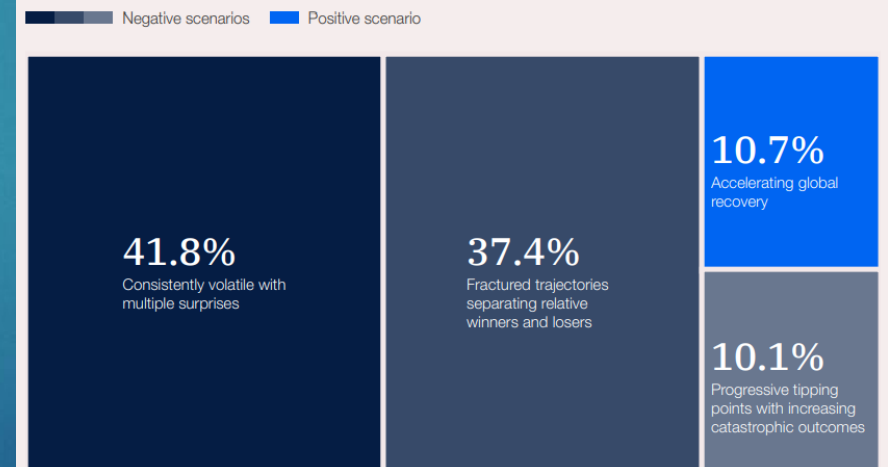 Negative scenarios
Positive scenario
41.8%
Consistently volatile with
multiple surprises
37.4%
Fractured trajectories
separating relative
winners and losers
10.7%
Accelerating global
recovery
10.1%
Progressive tipping
points with increasing
catastrophic outcomes